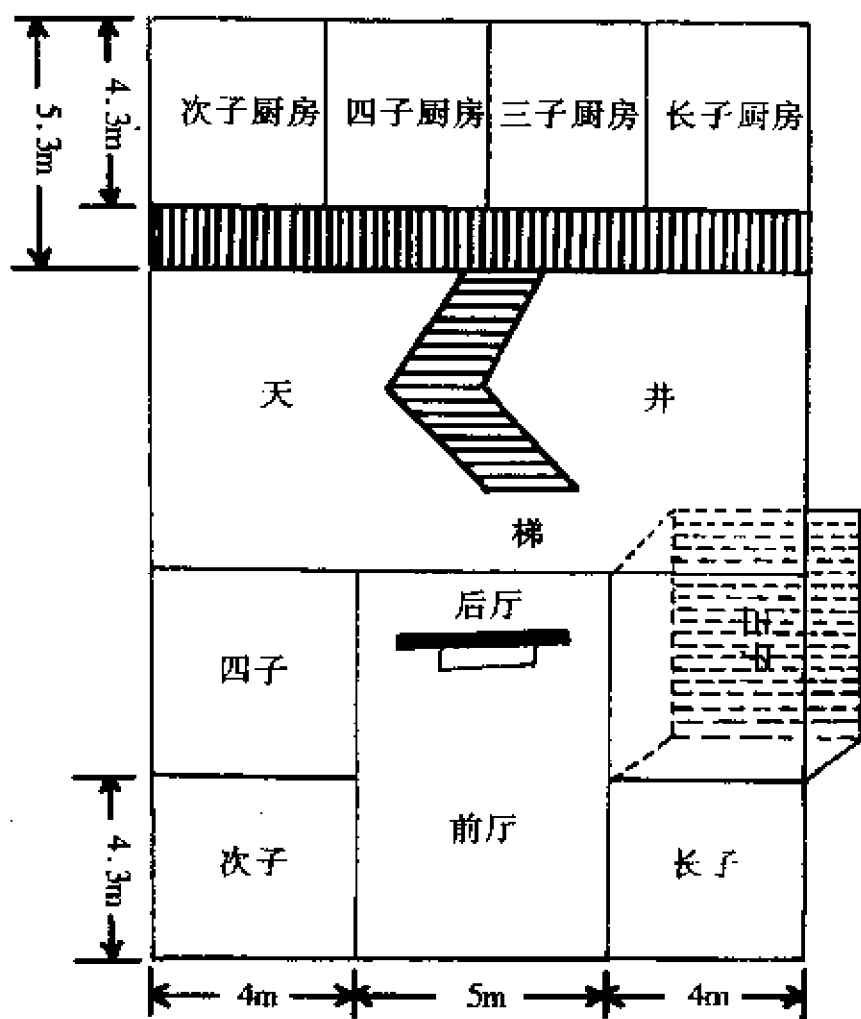 次子厨房 四子厨房 三子厨房 长子厨房
4.3m
5.3m
天 井
梯
后厅
四子
前厅
次子
长子
4.3m
4m 5m 4m